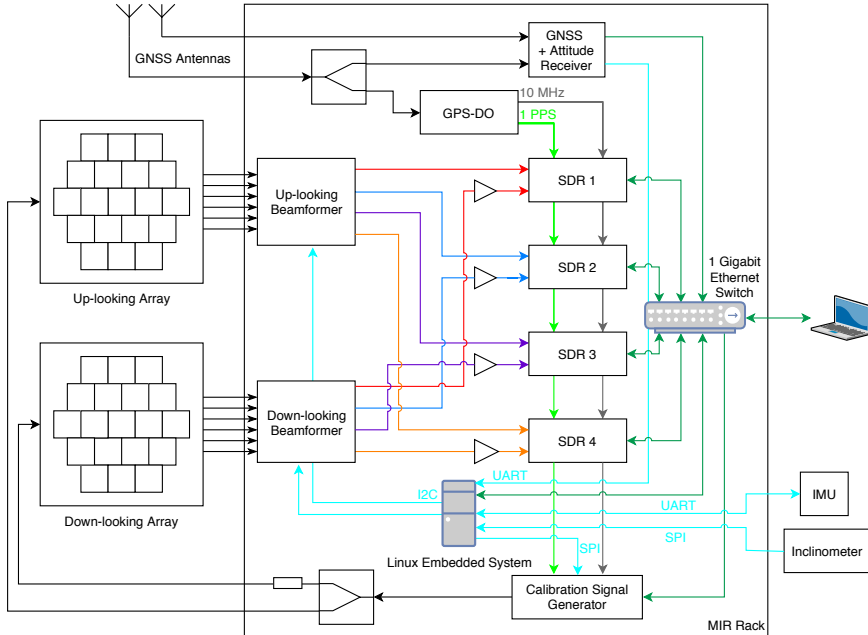 GNSS Antennas
GNSS
+ Attitude
Receiver
10 MHz
GPS-DO
1 PPS
Up-looking
Beamformer
SDR 1
SDR 2
1 Gigabit
Ethernet
Switch
Up-looking Array
SDR 3
Down-looking
Beamformer
SDR 4
UART
I2C
IMU
UART
Down-looking Array
SPI
SPI
Inclinometer
Linux Embedded System
Calibration Signal
Generator
MIR Rack